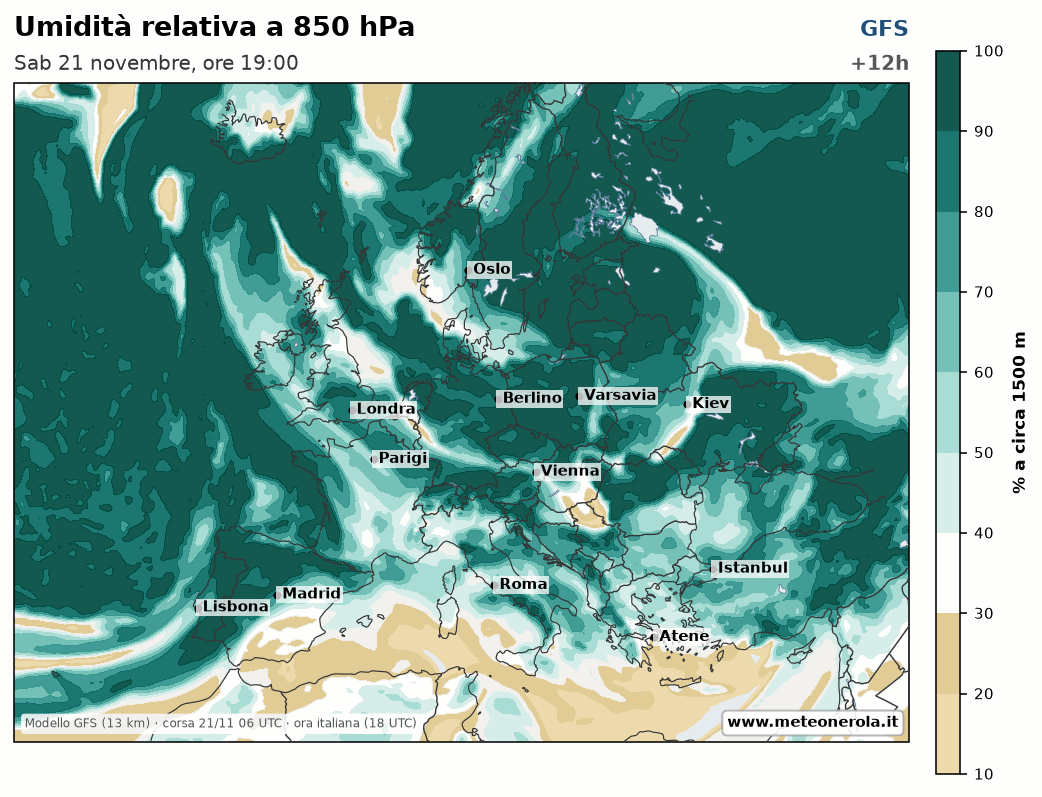 Umidità relativa a 850 hPa
GFS
Sab 21 novembre, ore 19:00
+12h
100
90
80
70
60
50
40
30
20
10
% a circa 1500 m
Oslo
Berlino
Varsavia
Kiev
Londra
Parigi
Vienna
Istanbul
Roma
Madrid
Lisbona
Atene
Modello GFS (13 km) · corsa 21/11 06 UTC · ora italiana (18 UTC)
www.meteonerola.it